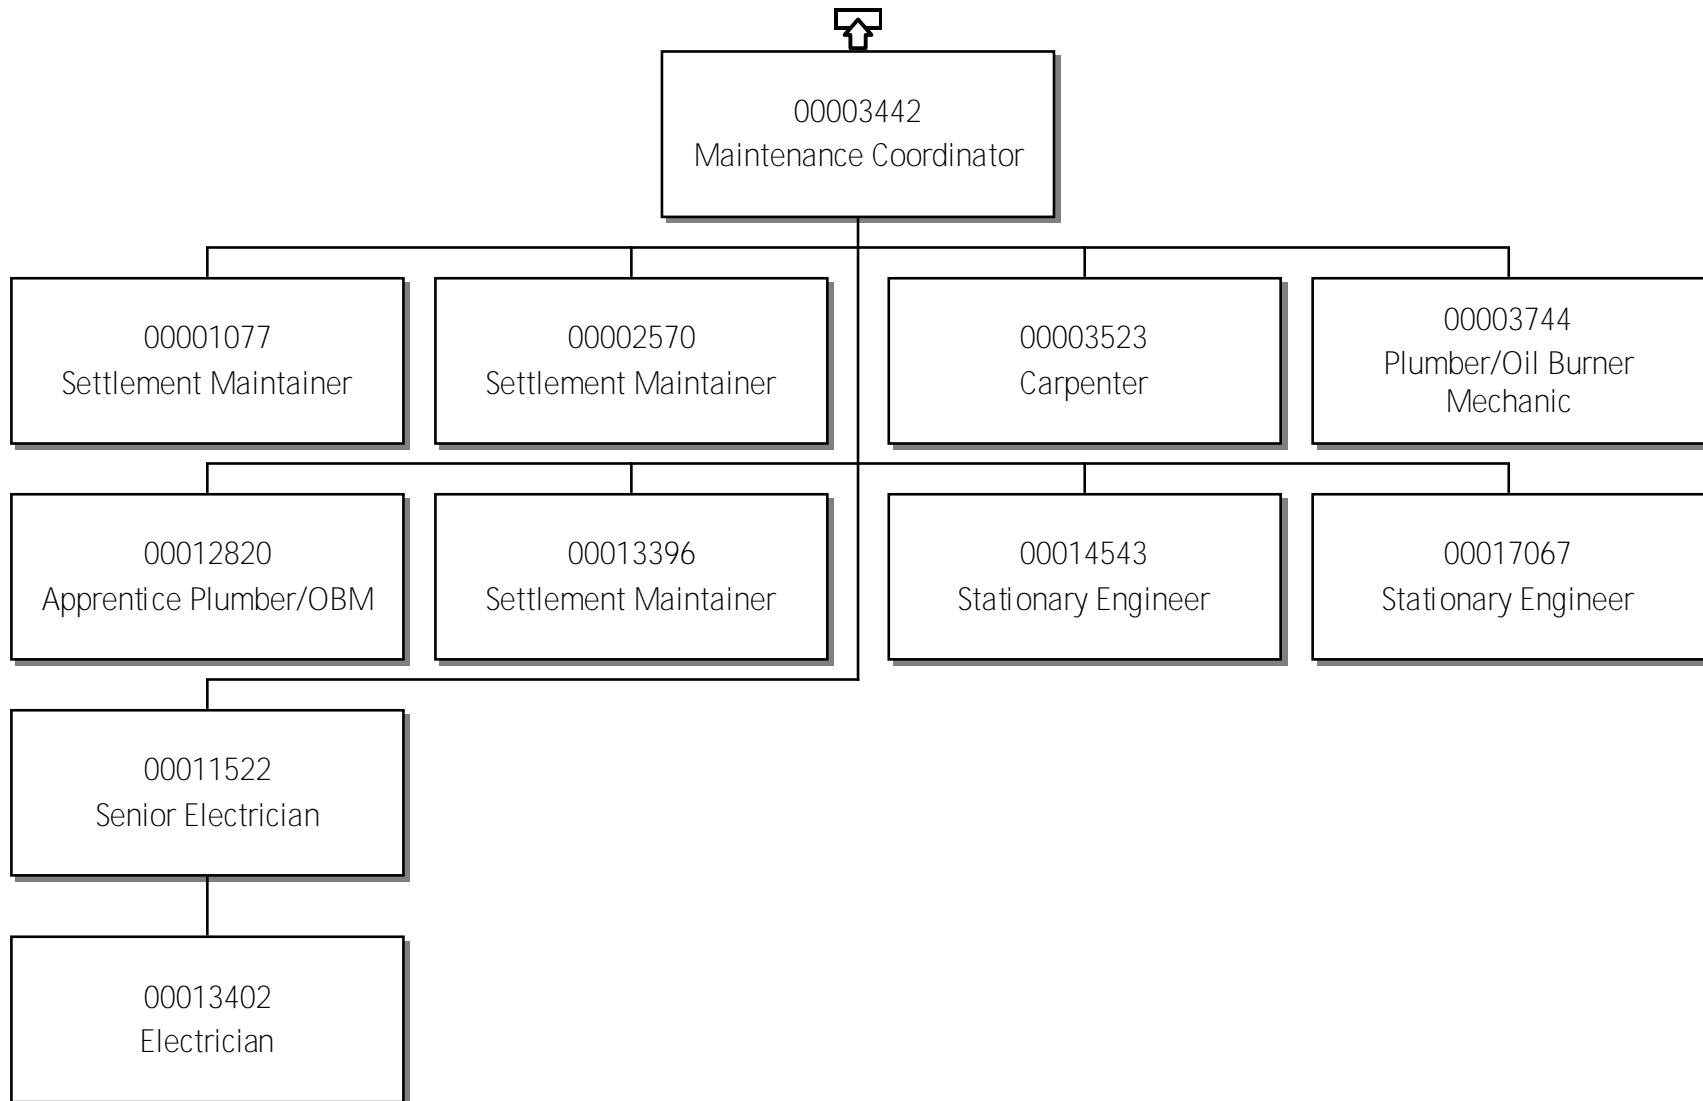 00003442
Maintenance Coordinator
00001077
Settlement Maintainer
00002570
Settlement Maintainer
00003523
Carpenter
00003744
Plumber/Oil Burner
Mechanic
00012820
Apprentice Plumber/OBM
00013396
Settlement Maintainer
00014543
Stationary Engineer
00017067
Stationary Engineer
00011522
Senior Electrician
00013402
Electrician